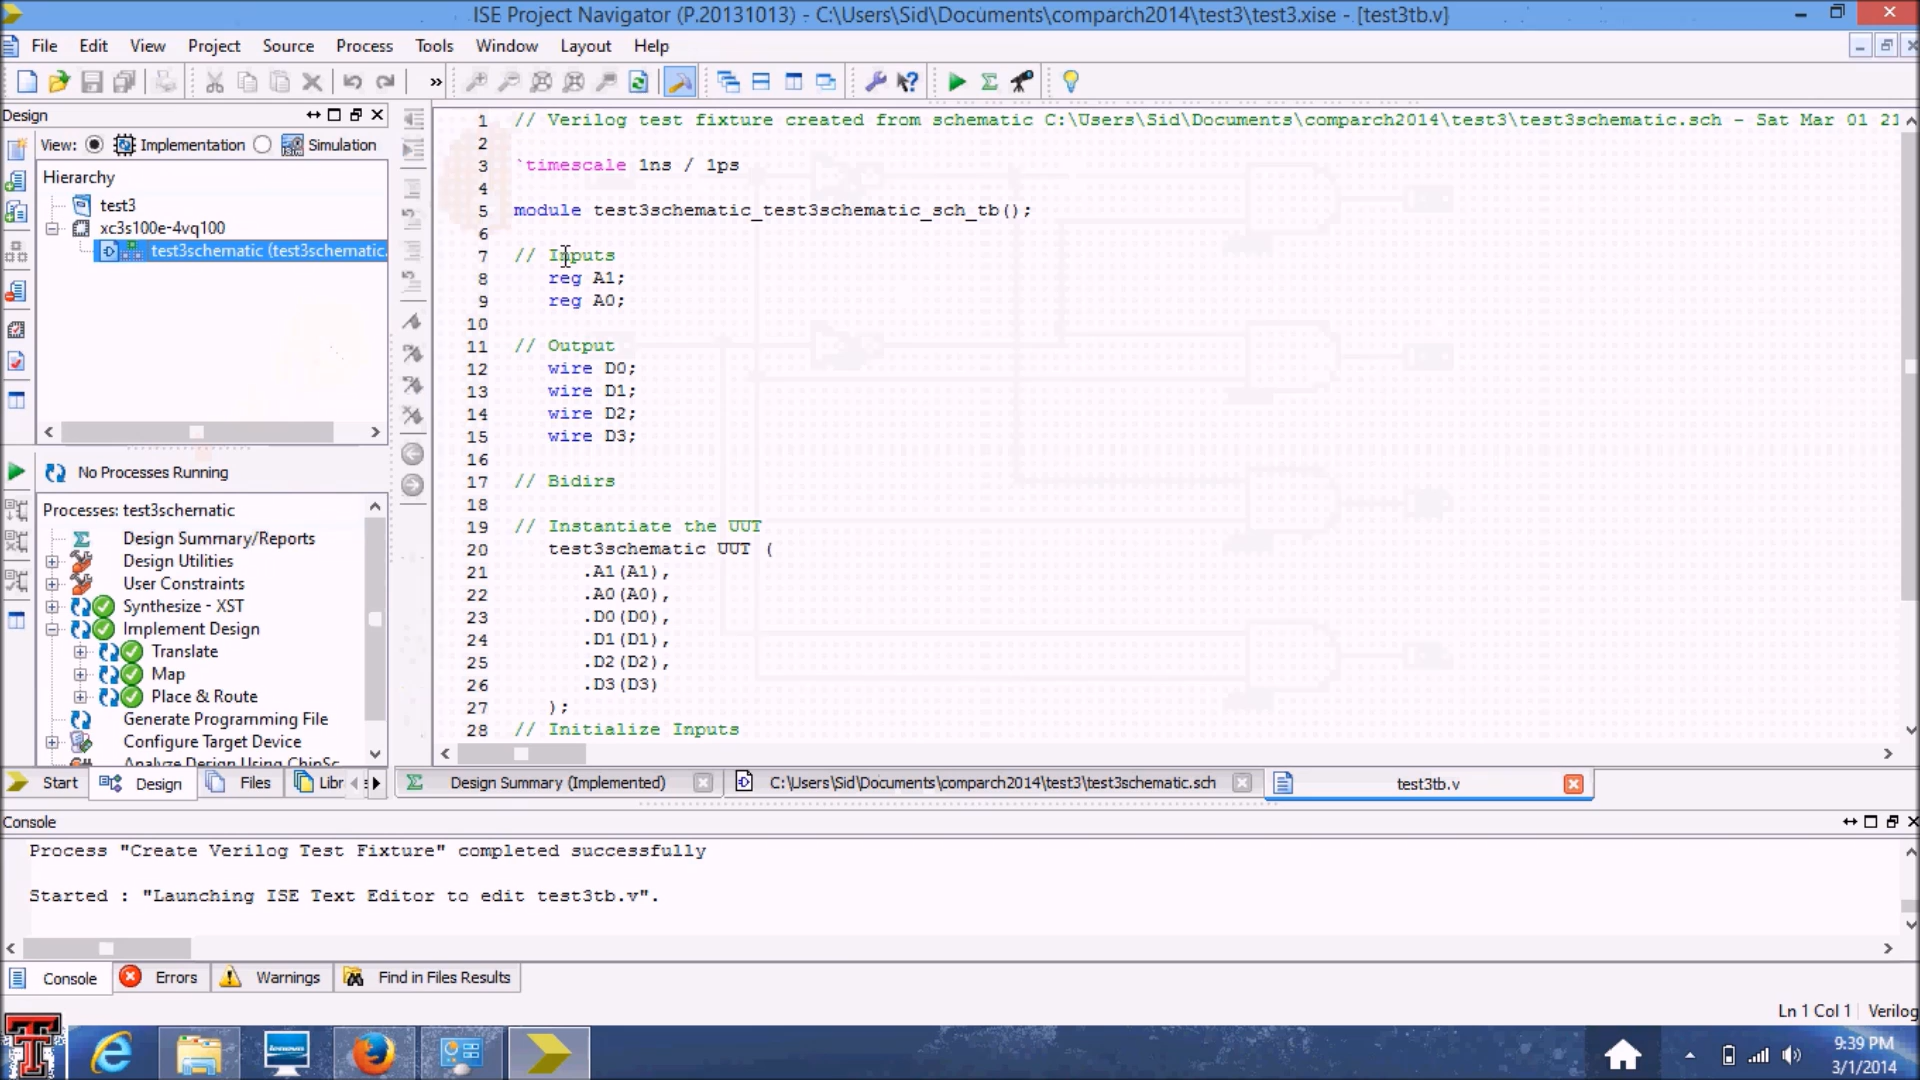 ISE Project Navigator (P.20131013) - C:\Users\Sid\Documents\comparch2014\test3\test3.xise - [test3tb.v]
File Edit View Project Source Process Tools Window Layout Help
Design
View: Implementation Simulation
Hierarchy
test3
xc3s100e-4vq100
test3schematic (test3schematic.
No Processes Running
Processes: test3schematic
Design Summary/Reports
Design Utilities
User Constraints
Synthesize - XST
Implement Design
Translate
Map
Place & Route
Generate Programming File
Configure Target Device
Analyze Design Using ChipSc
Start Design Files Libr
1 // Verilog test fixture created from schematic C:\Users\Sid\Documents\comparch2014\test3\test3schematic.sch - Sat Mar 01 21
2
3 `timescale 1ns / 1ps
4
5 module test3schematic_test3schematic_sch_tb();
6
7 // Inputs
8 reg A1;
9 reg A0;
10
11 // Output
12 wire D0;
13 wire D1;
14 wire D2;
15 wire D3;
16
17 // Bidirs
18
19 // Instantiate the UUT
20 test3schematic UUT (
21 .A1(A1),
22 .A0(A0),
23 .D0(D0),
24 .D1(D1),
25 .D2(D2),
26 .D3(D3)
27 );
28 // Initialize Inputs
Design Summary (Implemented) C:\Users\Sid\Documents\comparch2014\test3\test3schematic.sch test3tb.v
Console
Process "Create Verilog Test Fixture" completed successfully
Started : "Launching ISE Text Editor to edit test3tb.v".
Console Errors Warnings Find in Files Results
Ln 1 Col 1 Verilog
9:39 PM
3/1/2014